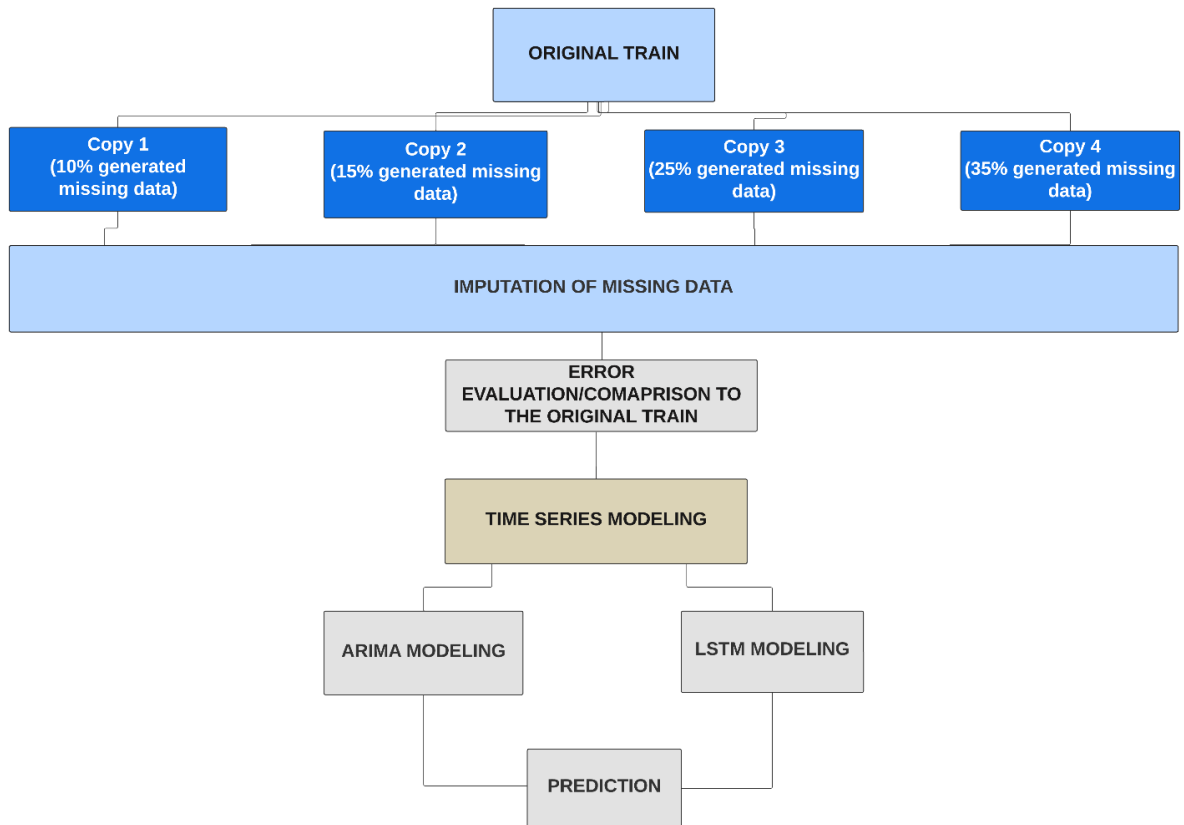 ORIGINAL TRAIN
Copy 1
(10% generated
missing data)
Copy 2
(15% generated missing
data)
Copy 3
(25% generated missing
data)
Copy 4
(35% generated missing
data)
IMPUTATION OF MISSING DATA
ERROR
EVALUATION/COMAPRISON TO
THE ORIGINAL TRAIN
TIME SERIES MODELING
ARIMA MODELING
LSTM MODELING
PREDICTION